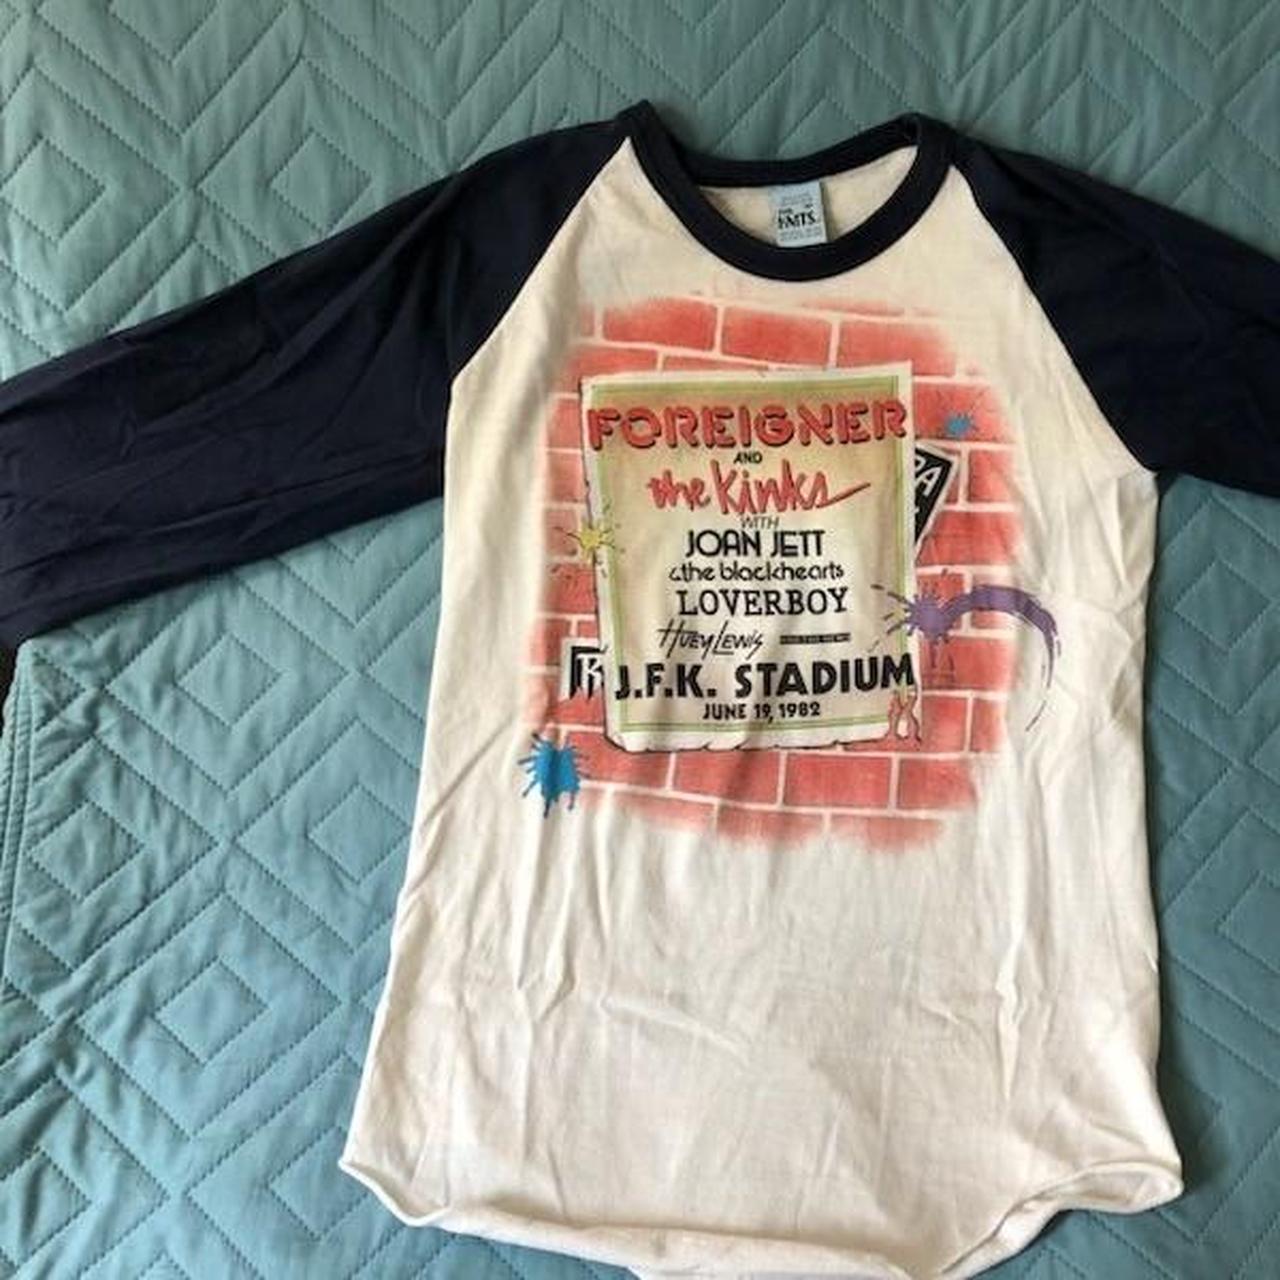 KNITS
FOREIGNER
AND
the Kinks
WITH
JOAN JETT
& the blackhearts
LOVERBOY
HUEY LEWIS
J.F.K. STADIUM
JUNE 19, 1982